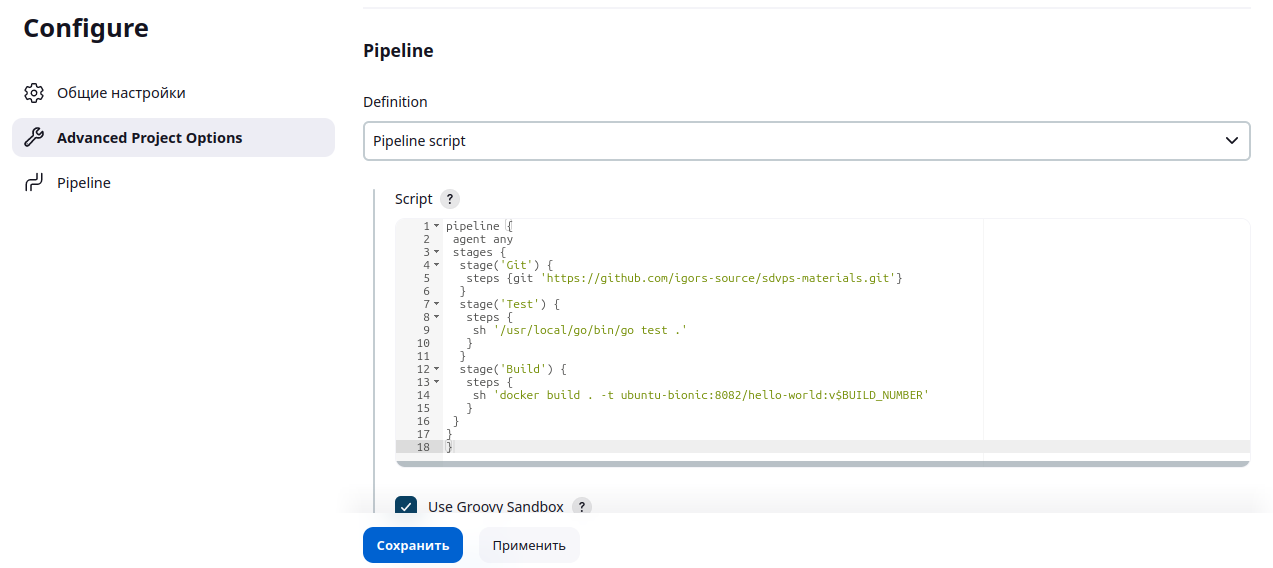 Configure
Общие настройки
Advanced Project Options
Pipeline
Pipeline
Definition
Pipeline script
Script ?
1 pipeline {
2  agent any
3  stages {
4   stage('Git') {
5    steps {git 'https://github.com/igors-source/sdvps-materials.git'}
6   }
7   stage('Test') {
8    steps {
9     sh '/usr/local/go/bin/go test .'
10    }
11   }
12   stage('Build') {
13    steps {
14     sh 'docker build . -t ubuntu-bionic:8082/hello-world:v$BUILD_NUMBER'
15    }
16  }
17 }
18 }
Use Groovy Sandbox ?
Сохранить
Применить